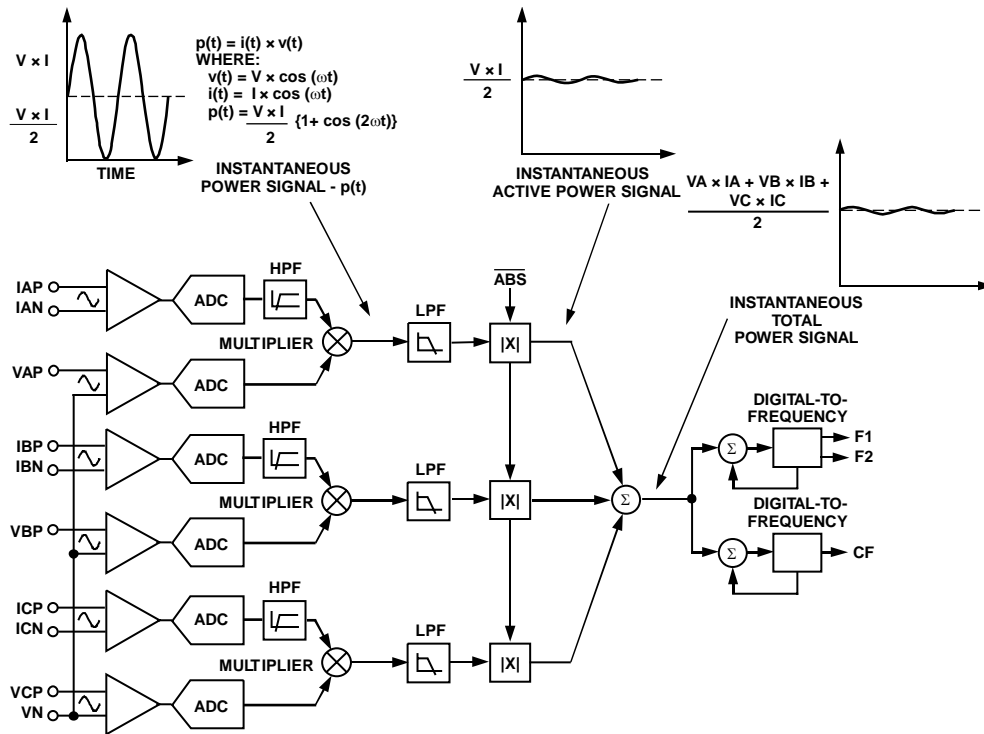 V × I
V × I
2
TIME
p(t) = i(t) × v(t)
WHERE:
v(t) = V × cos (ωt)
i(t) = I × cos (ωt)
p(t) = V × I
2
{1+ cos (2ωt)}
INSTANTANEOUS
POWER SIGNAL - p(t)
V × I
2
INSTANTANEOUS
ACTIVE POWER SIGNAL
VA × IA + VB × IB +
VC × IC
2
INSTANTANEOUS
TOTAL
POWER SIGNAL
IAP
IAN
ADC
HPF
MULTIPLIER
LPF
ABS
|X|
VAP
ADC
IBP
IBN
ADC
HPF
MULTIPLIER
LPF
|X|
Σ
VBP
ADC
ICP
ICN
ADC
HPF
MULTIPLIER
LPF
|X|
VCP
VN
ADC
DIGITAL-TO-
FREQUENCY
Σ
F1
F2
DIGITAL-TO-
FREQUENCY
Σ
CF